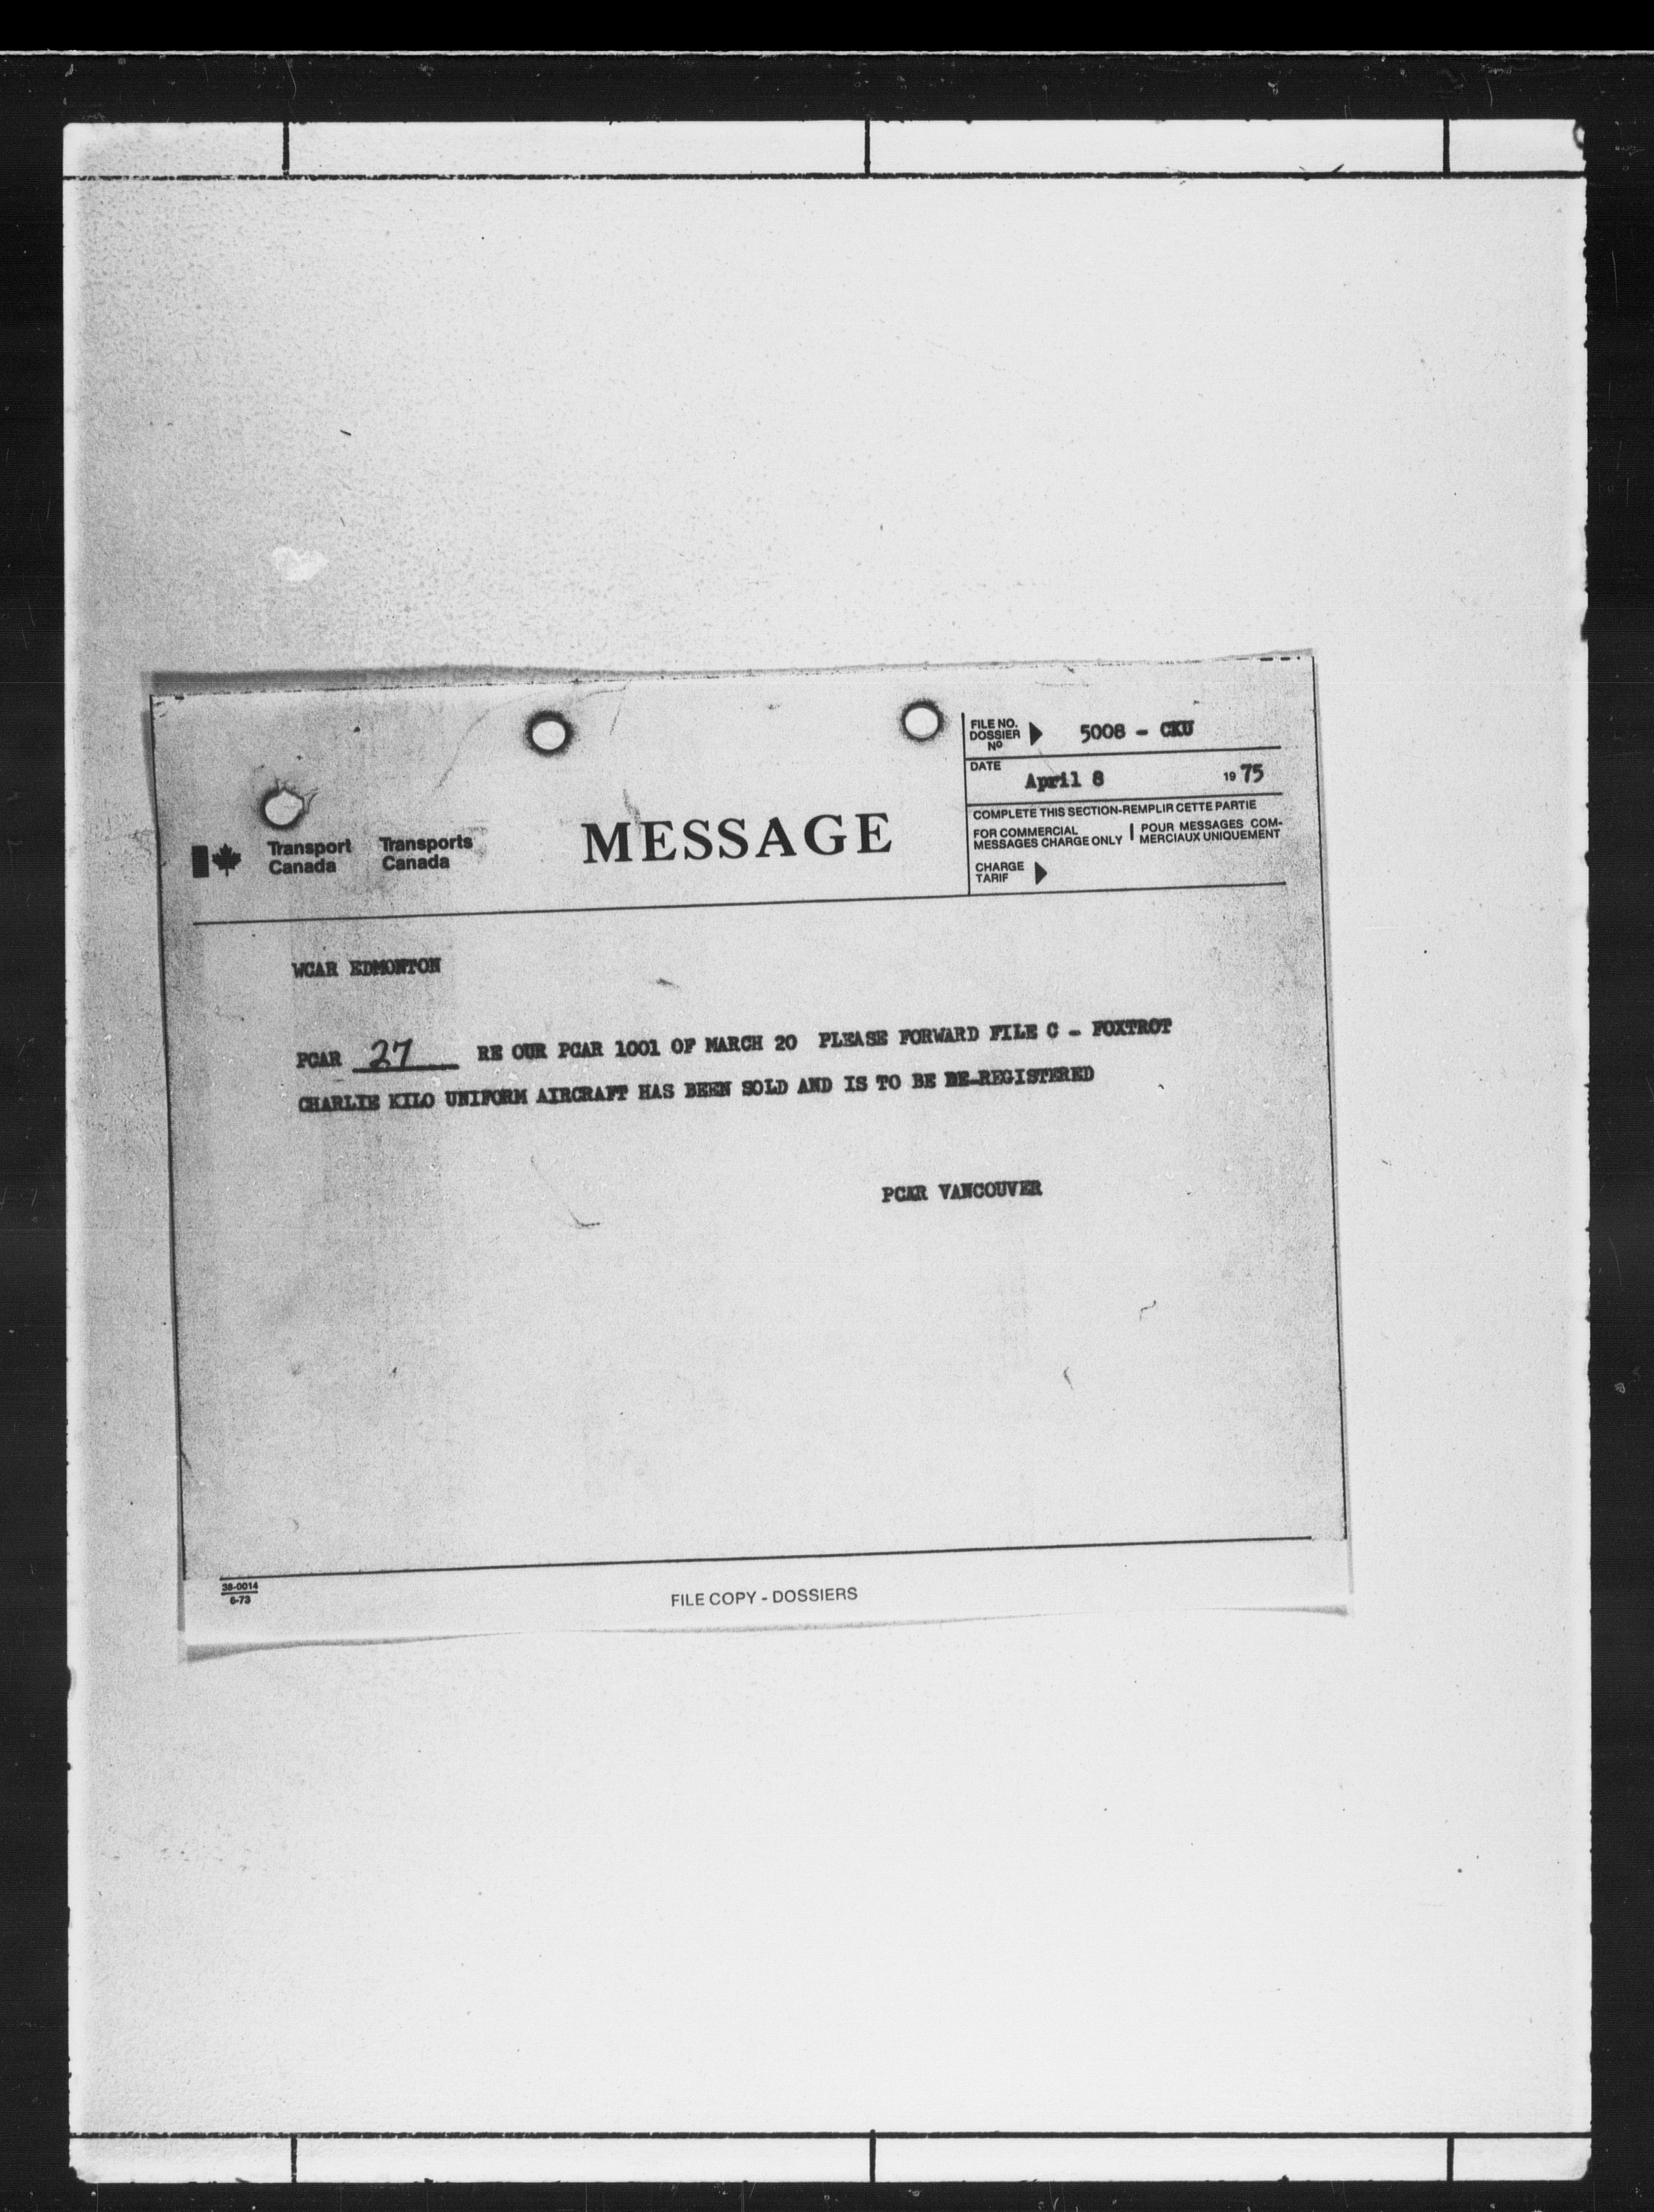 FILE NO.
DOSSIER
Nº
5008 - CKU
DATE
April 8 1975
COMPLETE THIS SECTION-REMPLIR CETTE PARTIE
FOR COMMERCIAL
MESSAGES CHARGE ONLY
POUR MESSAGES COM-
MERCIAUX UNIQUEMENT
CHARGE
TARIF
Transport
Canada
Transports
Canada
MESSAGE
WCAR EDMONTON
PCAR 27 RE OUR PCAR 1001 OF MARCH 20 PLEASE FORWARD FILE C - FOXTROT
CHARLIE KILO UNIFORM AIRCRAFT HAS BEEN SOLD AND IS TO BE DE-REGISTERED
PCAR VANCOUVER
38-0014
6-73
FILE COPY - DOSSIERS